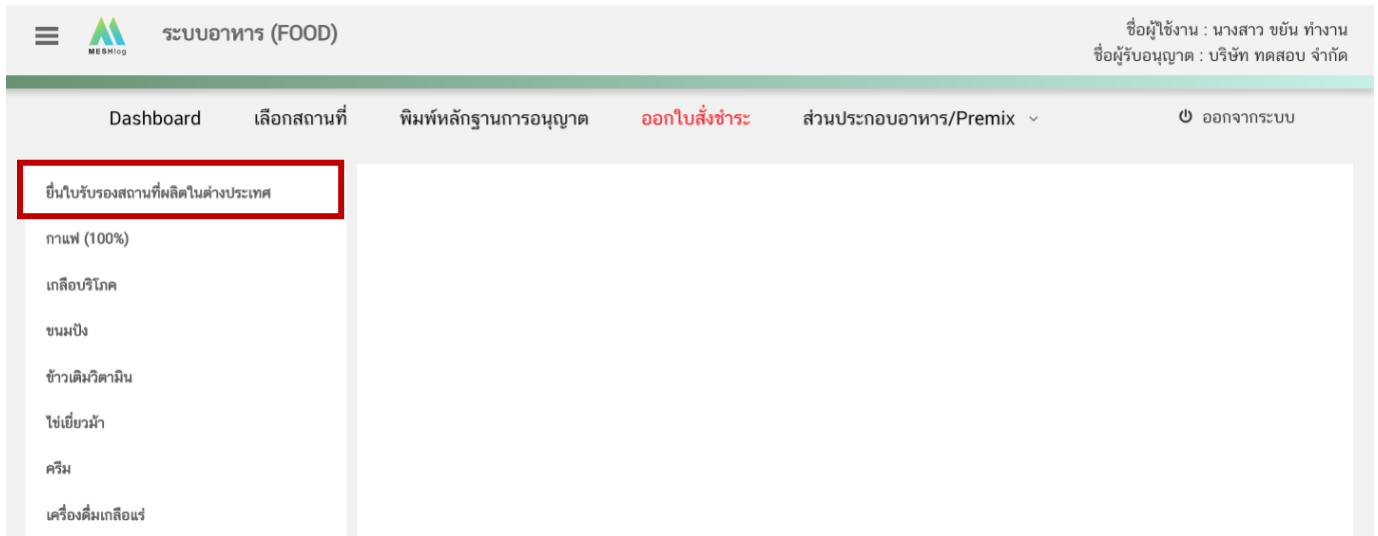 MESHlog
ระบบอาหาร (FOOD)
ชื่อผู้ใช้งาน : นางสาว ขยัน ทำงาน
ชื่อผู้รับอนุญาต : บริษัท ทดสอบ จำกัด
Dashboard เลือกสถานที่ พิมพ์หลักฐานการอนุญาต ออกใบสั่งชำระ ส่วนประกอบอาหาร/Premix ออกจากระบบ
ยื่นใบรับรองสถานที่ผลิตในต่างประเทศ
กาแฟ (100%)
เกลือบริโภค
ขนมปัง
ข้าวเติมวิตามิน
ไข่เยี่ยวม้า
ครีม
เครื่องดื่มเกลือแร่